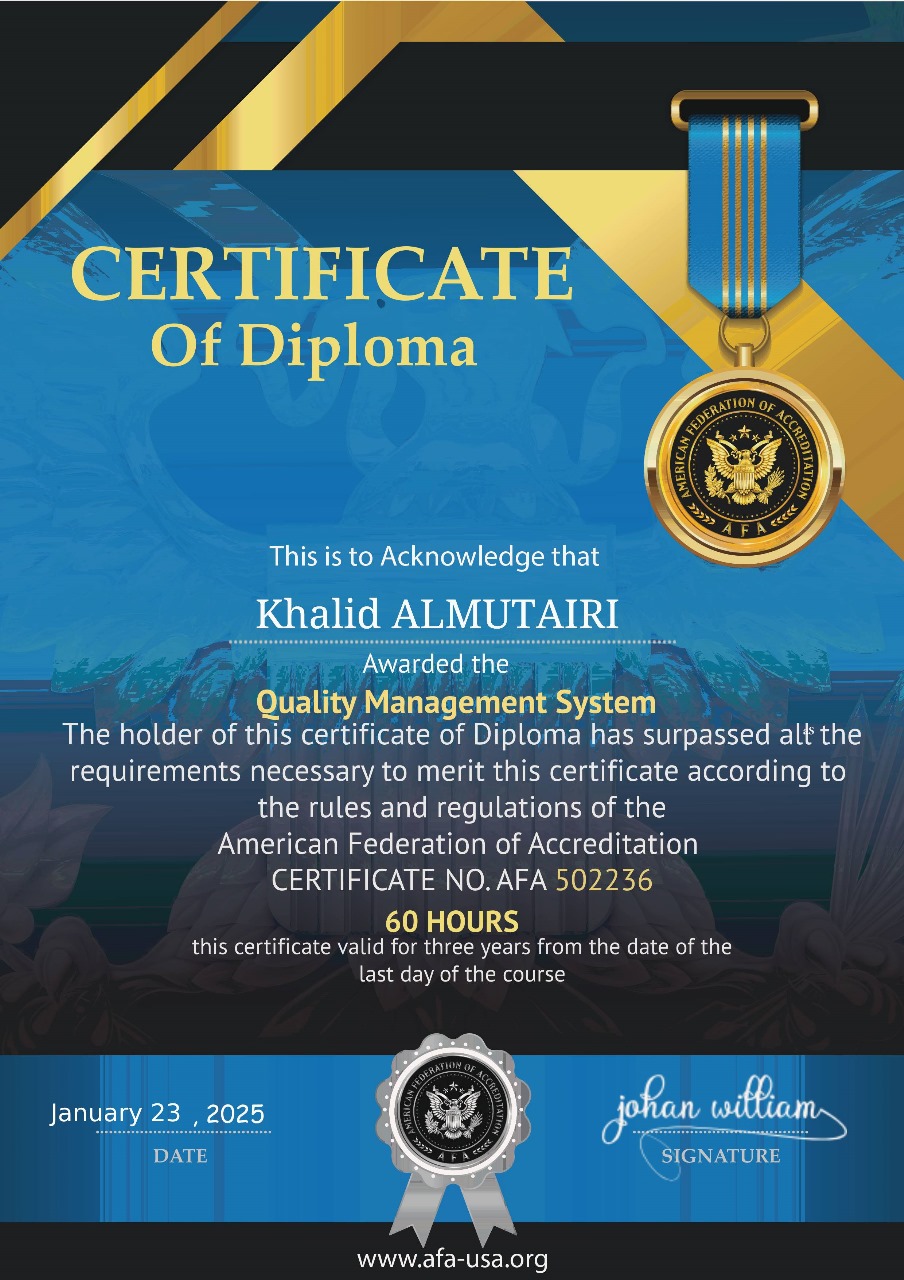 CERTIFICATE
Of Diploma
AMERICAN FEDERATION OF ACCREDITATION
AFA
This is to Acknowledge that
Khalid ALMUTAIRI
Awarded the
Quality Management System
The holder of this certificate of Diploma has surpassed all the
requirements necessary to merit this certificate according to
the rules and regulations of the
American Federation of Accreditation
CERTIFICATE NO. AFA 502236
60 HOURS
this certificate valid for three years from the date of the
last day of the course
AMERICAN FEDERATION OF ACCREDITATION
AFA
January 23 , 2025
DATE
johan william
SIGNATURE
www.afa-usa.org